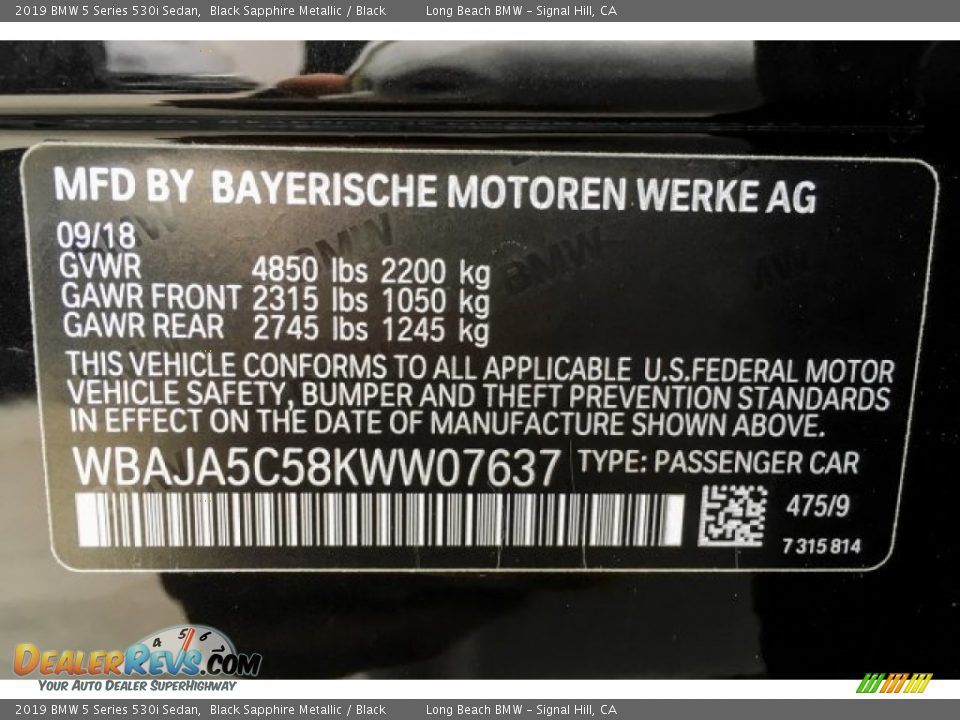 2019 BMW 5 Series 530i Sedan,  Black Sapphire Metallic / Black    Long Beach BMW - Signal Hill, CA
MFD BY BAYERISCHE MOTOREN WERKE AG
09/18
GVWR 4850 lbs 2200 kg
GAWR FRONT 2315 lbs 1050 kg
GAWR REAR 2745 lbs 1245 kg
THIS VEHICLE CONFORMS TO ALL APPLICABLE U.S.FEDERAL MOTOR
VEHICLE SAFETY, BUMPER AND THEFT PREVENTION STANDARDS
IN EFFECT ON THE DATE OF MANUFACTURE SHOWN ABOVE.
WBAJA5C58KWW07637 TYPE: PASSENGER CAR
475/9
7 315 814
4 5 6
DEALERREVS.COM
YOUR AUTO DEALER SUPERHIGHWAY
2019 BMW 5 Series 530i Sedan,  Black Sapphire Metallic / Black    Long Beach BMW - Signal Hill, CA